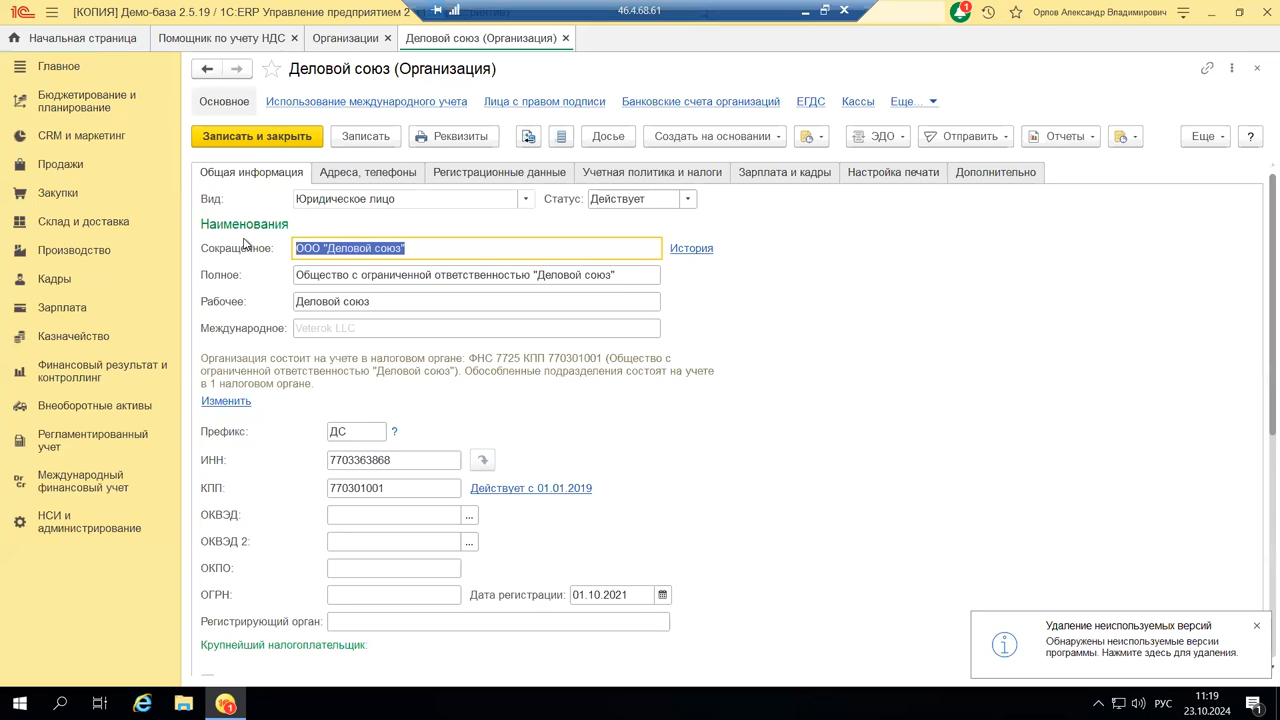 [КОПИЯ] Демо-база 2.5.19 / 1С:ERP Управление предприятием 2
46.4.68.61
1
Орлов Александр Владимирович
Начальная страница
Помощник по учету НДС
Организации
Деловой союз (Организация)
Главное
Бюджетирование и планирование
CRM и маркетинг
Продажи
Закупки
Склад и доставка
Производство
Кадры
Зарплата
Казначейство
Финансовый результат и контроллинг
Внеоборотные активы
Регламентированный учет
Международный финансовый учет
НСИ и администрирование
Деловой союз (Организация)
Основное
Использование международного учета
Лица с правом подписи
Банковские счета организаций
ЕГДС
Кассы
Еще...
Записать и закрыть
Записать
Реквизиты
Досье
Создать на основании
ЭДО
Отправить
Отчеты
Еще
?
Общая информация
Адреса, телефоны
Регистрационные данные
Учетная политика и налоги
Зарплата и кадры
Настройка печати
Дополнительно
Вид: Юридическое лицо
Статус: Действует
Наименования
Сокращенное: ООО "Деловой союз" История
Полное: Общество с ограниченной ответственностью "Деловой союз"
Рабочее: Деловой союз
Международное: Veterok LLC
Организация состоит на учете в налоговом органе: ФНС 7725 КПП 770301001 (Общество с
ограниченной ответственностью "Деловой союз"). Обособленные подразделения состоят на учете
в 1 налоговом органе.
Изменить
Префикс: ДС ?
ИНН: 7703363868
КПП: 770301001 Действует с 01.01.2019
ОКВЭД: ...
ОКВЭД 2: ...
ОКПО:
ОГРН: Дата регистрации: 01.10.2021
Регистрирующий орган:
Крупнейший налогоплательщик:
Удаление неиспользуемых версий
Обнаружены неиспользуемые версии
программы. Нажмите здесь для удаления.
РУС
11:19
23.10.2024